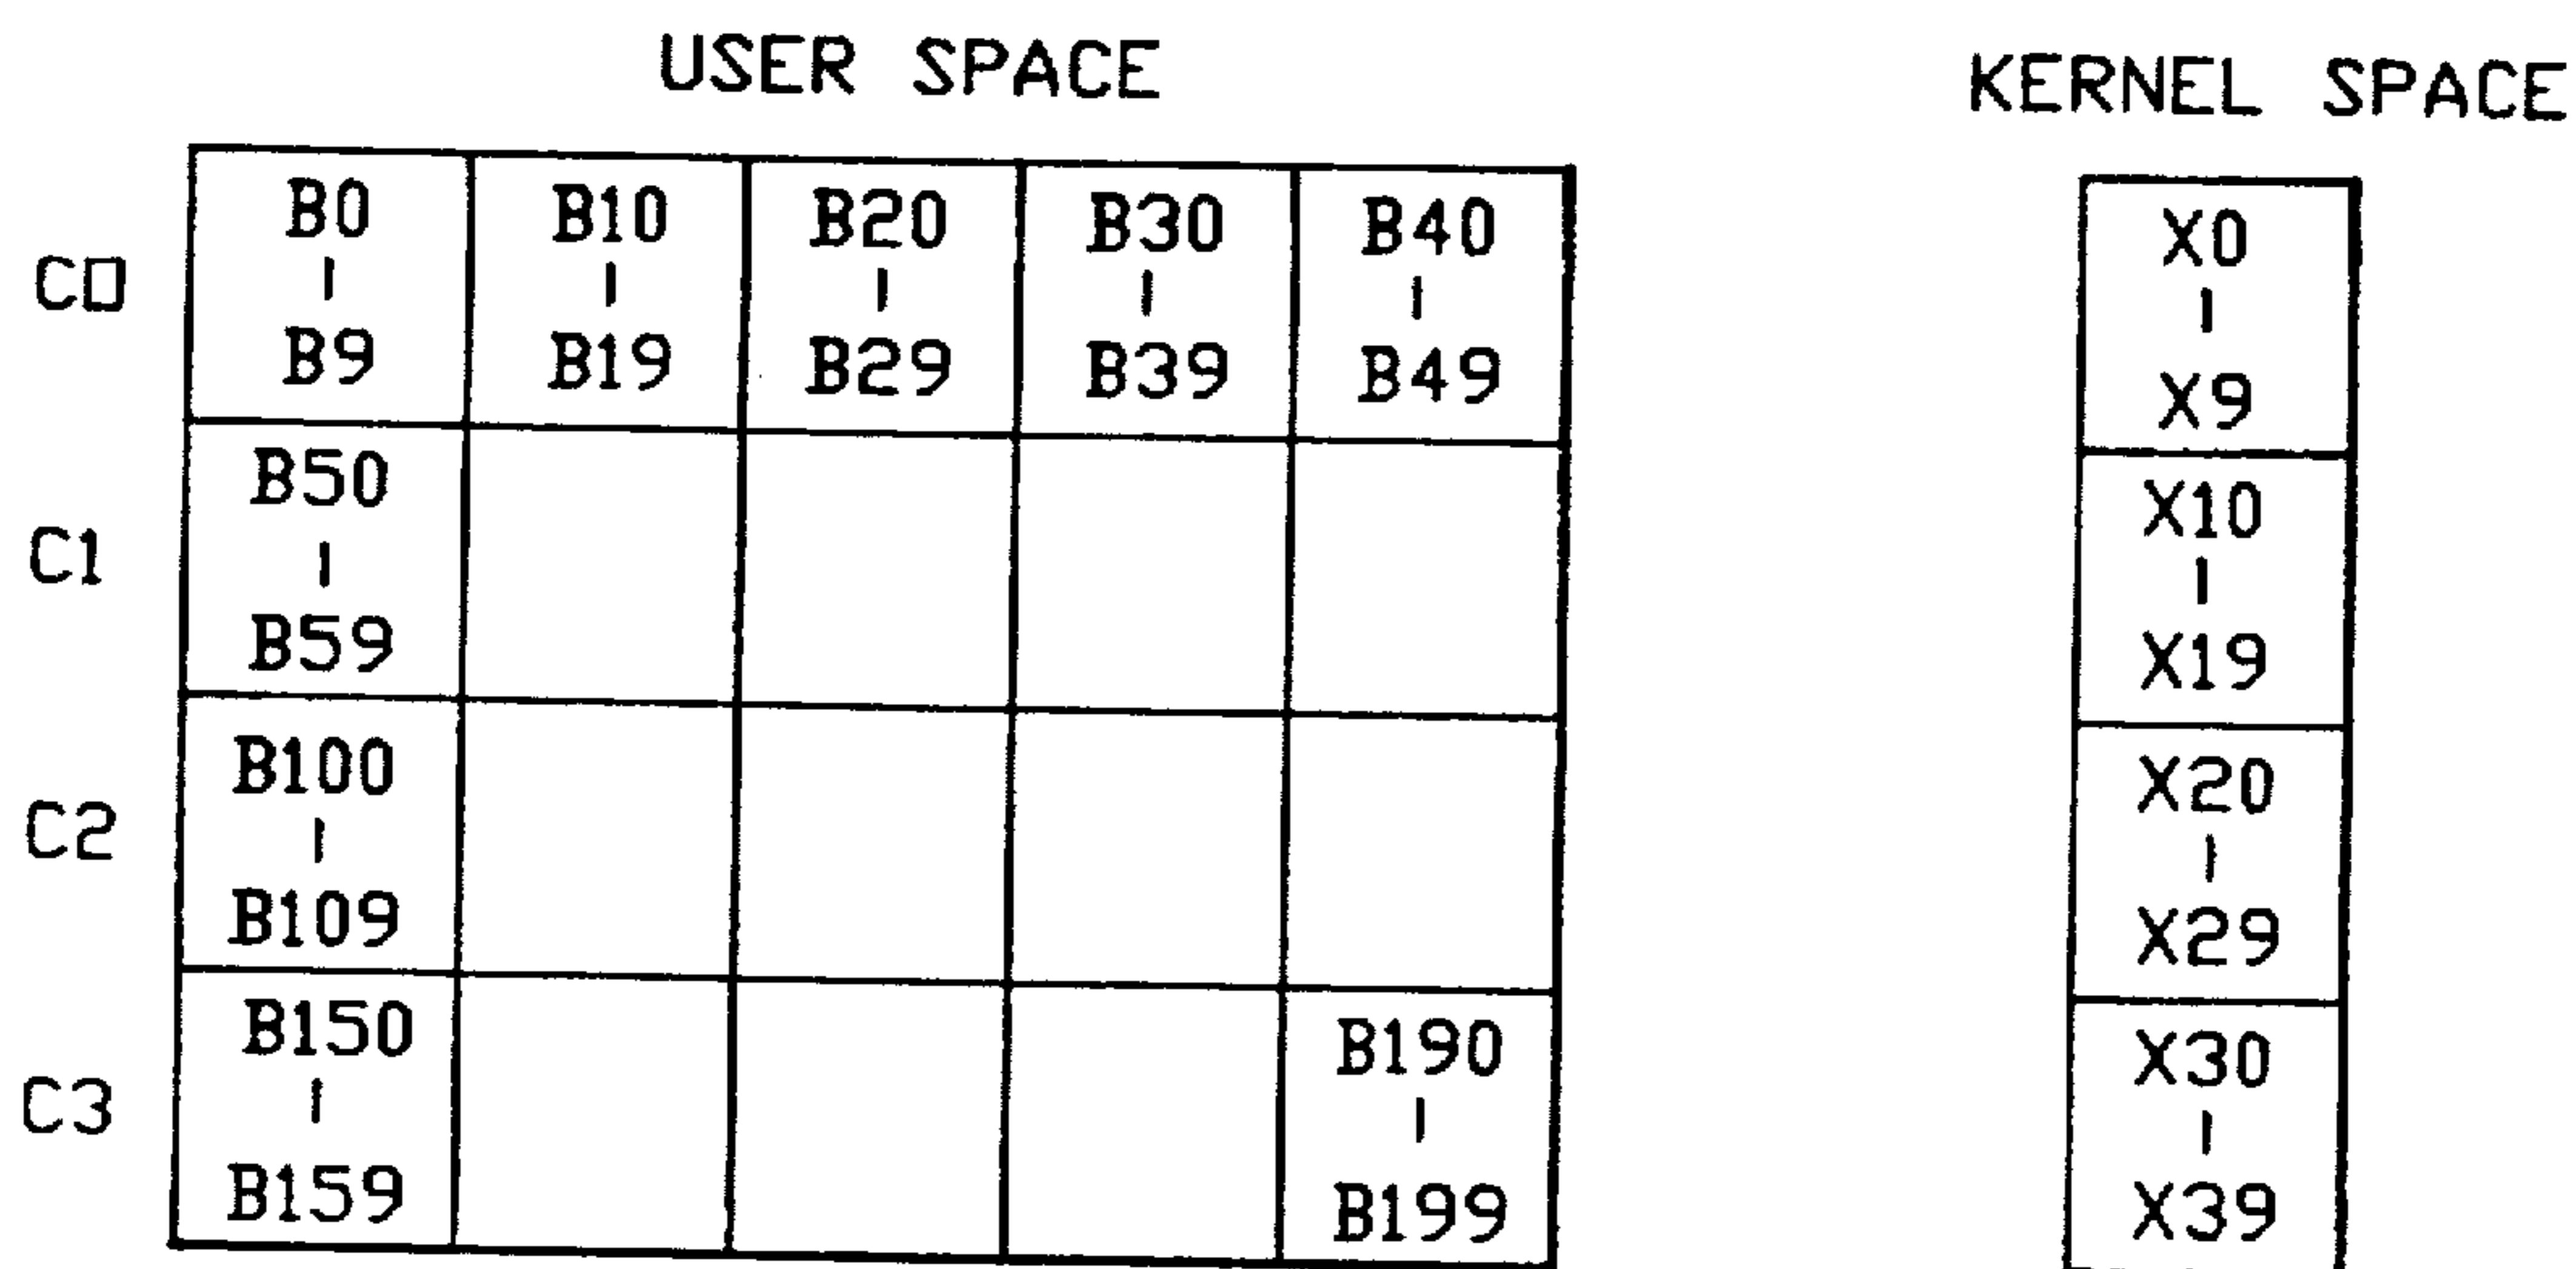 USER SPACE
KERNEL SPACE
C0
B0
|
B9
B10
|
B19
B20
|
B29
B30
|
B39
B40
|
B49
X0
|
X9
C1
B50
|
B59
X10
|
X19
C2
B100
|
B109
X20
|
X29
C3
B150
|
B159
B190
|
B199
X30
|
X39